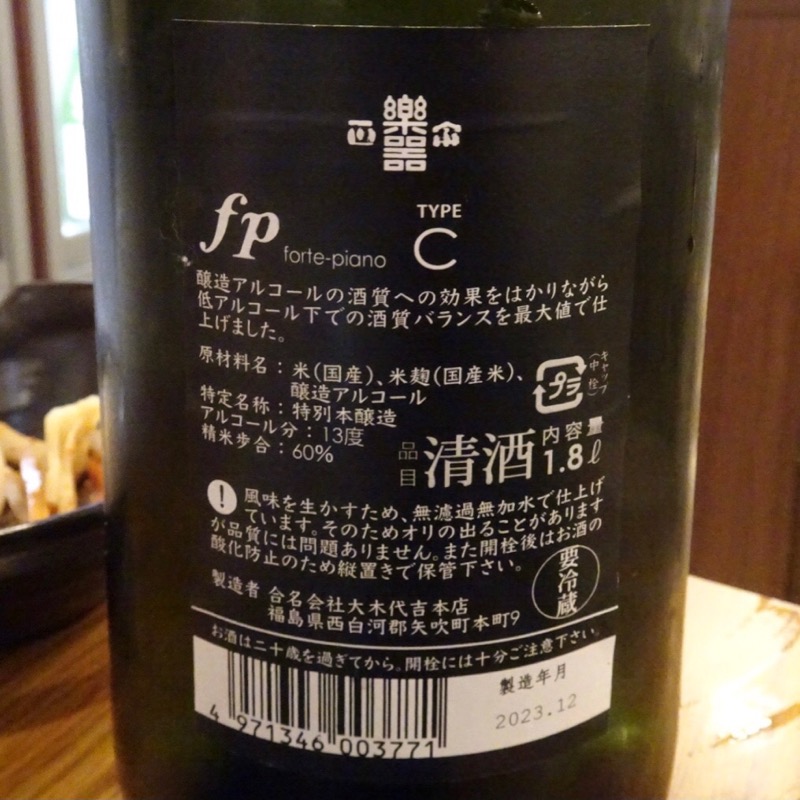 楽器正宗
fp forte-piano
TYPE C
醸造アルコールの酒質への効果をはかりながら
低アルコール下での酒質バランスを最大値で仕
上げました。
原材料名：米(国産)、米麹(国産米)、
醸造アルコール
特定名称：特別本醸造
アルコール分：13度
精米歩合：60%
プラ
キャップ
(中栓)
品目 清酒
内容量
1.8ℓ
! 風味を生かすため、無濾過無加水で仕上げ
ています。そのためオリの出ることがあります
が品質には問題ありません。また開栓後はお酒の
酸化防止のため縦置きで保管下さい。
要冷蔵
製造者 合名会社大木代吉本店
福島県西白河郡矢吹町本町9
お酒は二十歳を過ぎてから。開栓には十分ご注意下さい。
製造年月
2023.12
4 971346 003771